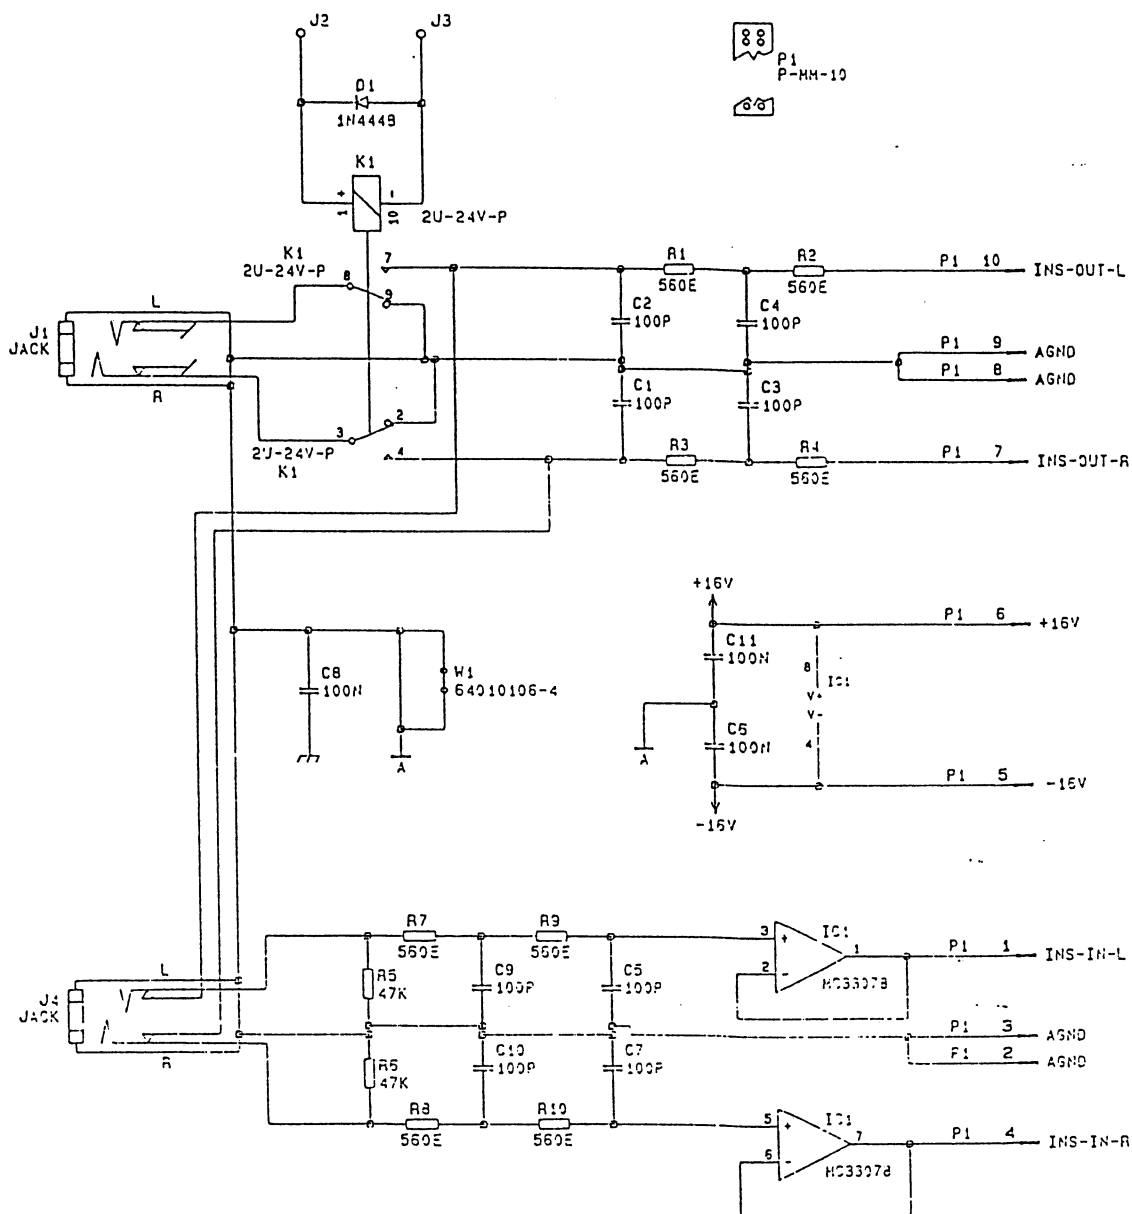 J2
J3
P1
P-MM-10
D1
1N4448
K1
+
-
1
10
2U-24V-P
K1
2U-24V-P
8
7
9
R1
560E
R2
560E
P1 10 INS-OUT-L
L
J1
JACK
R
C2
100P
C4
100P
P1 9 AGND
P1 8 AGND
C1
100P
C3
100P
3
2
4
2U-24V-P
K1
R3
560E
R4
560E
P1 7 INS-OUT-R
+16V
P1 6 +16V
C8
100N
W1
64010106-4
A
C11
100N
8
IC1
V+
V-
4
C6
100N
A
P1 5 -16V
-16V
R7
560E
R9
560E
3
+
2
-
IC1
1
MC33078
P1 1 INS-IN-L
L
J4
JACK
R
R5
47K
C9
100P
C5
100P
P1 3 AGND
P1 2 AGND
R6
47K
C10
100P
C7
100P
R8
560E
R10
560E
5
+
6
-
IC1
7
MC33078
P1 4 INS-IN-R